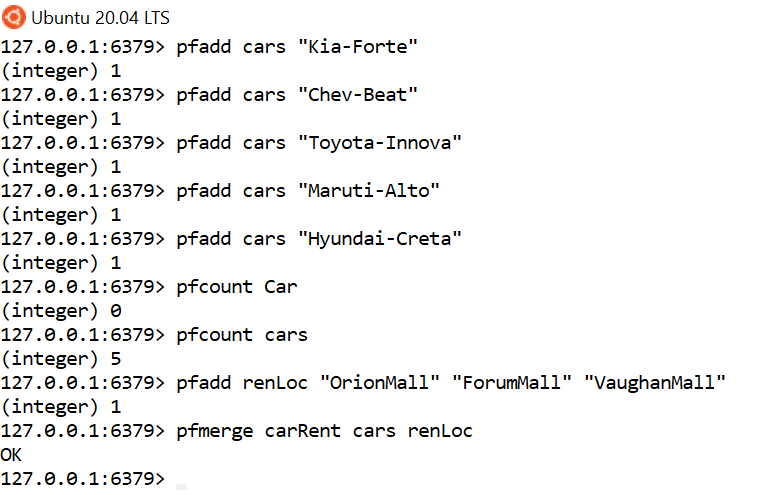 Ubuntu 20.04 LTS
127.0.0.1:6379> pfadd cars "Kia-Forte"
(integer) 1
127.0.0.1:6379> pfadd cars "Chev-Beat"
(integer) 1
127.0.0.1:6379> pfadd cars "Toyota-Innova"
(integer) 1
127.0.0.1:6379> pfadd cars "Maruti-Alto"
(integer) 1
127.0.0.1:6379> pfadd cars "Hyundai-Creta"
(integer) 1
127.0.0.1:6379> pfcount Car
(integer) 0
127.0.0.1:6379> pfcount cars
(integer) 5
127.0.0.1:6379> pfadd renLoc "OrionMall" "ForumMall" "VaughanMall"
(integer) 1
127.0.0.1:6379> pfmerge carRent cars renLoc
OK
127.0.0.1:6379>